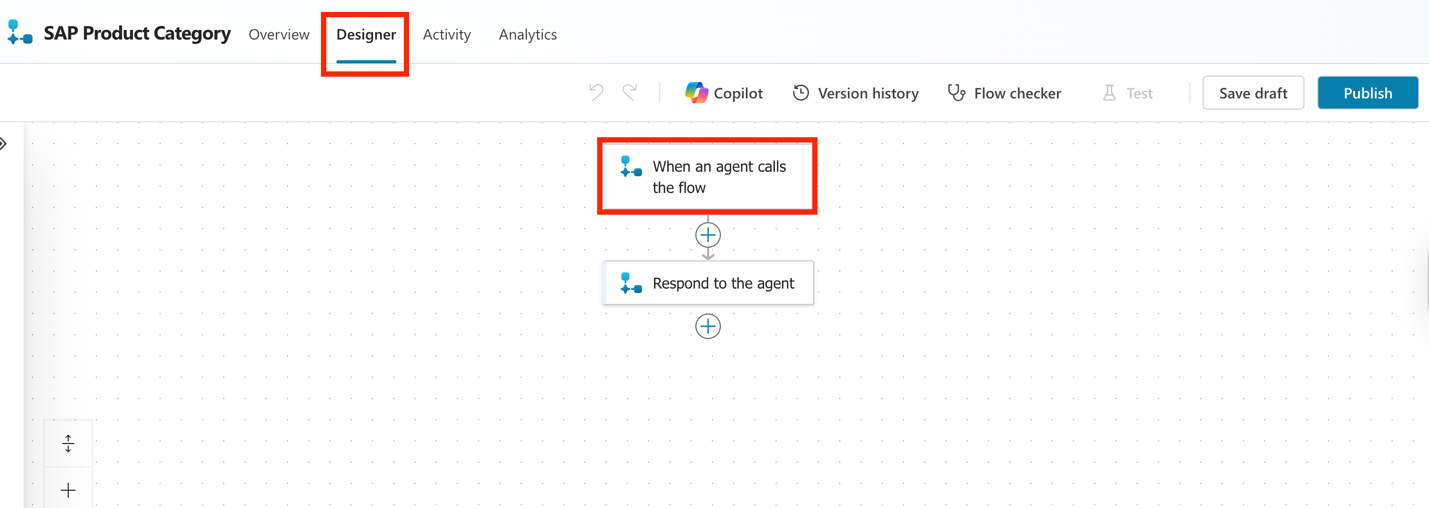 SAP Product Category Overview Designer Activity Analytics
Copilot Version history Flow checker Test Save draft Publish
When an agent calls
the flow
Respond to the agent